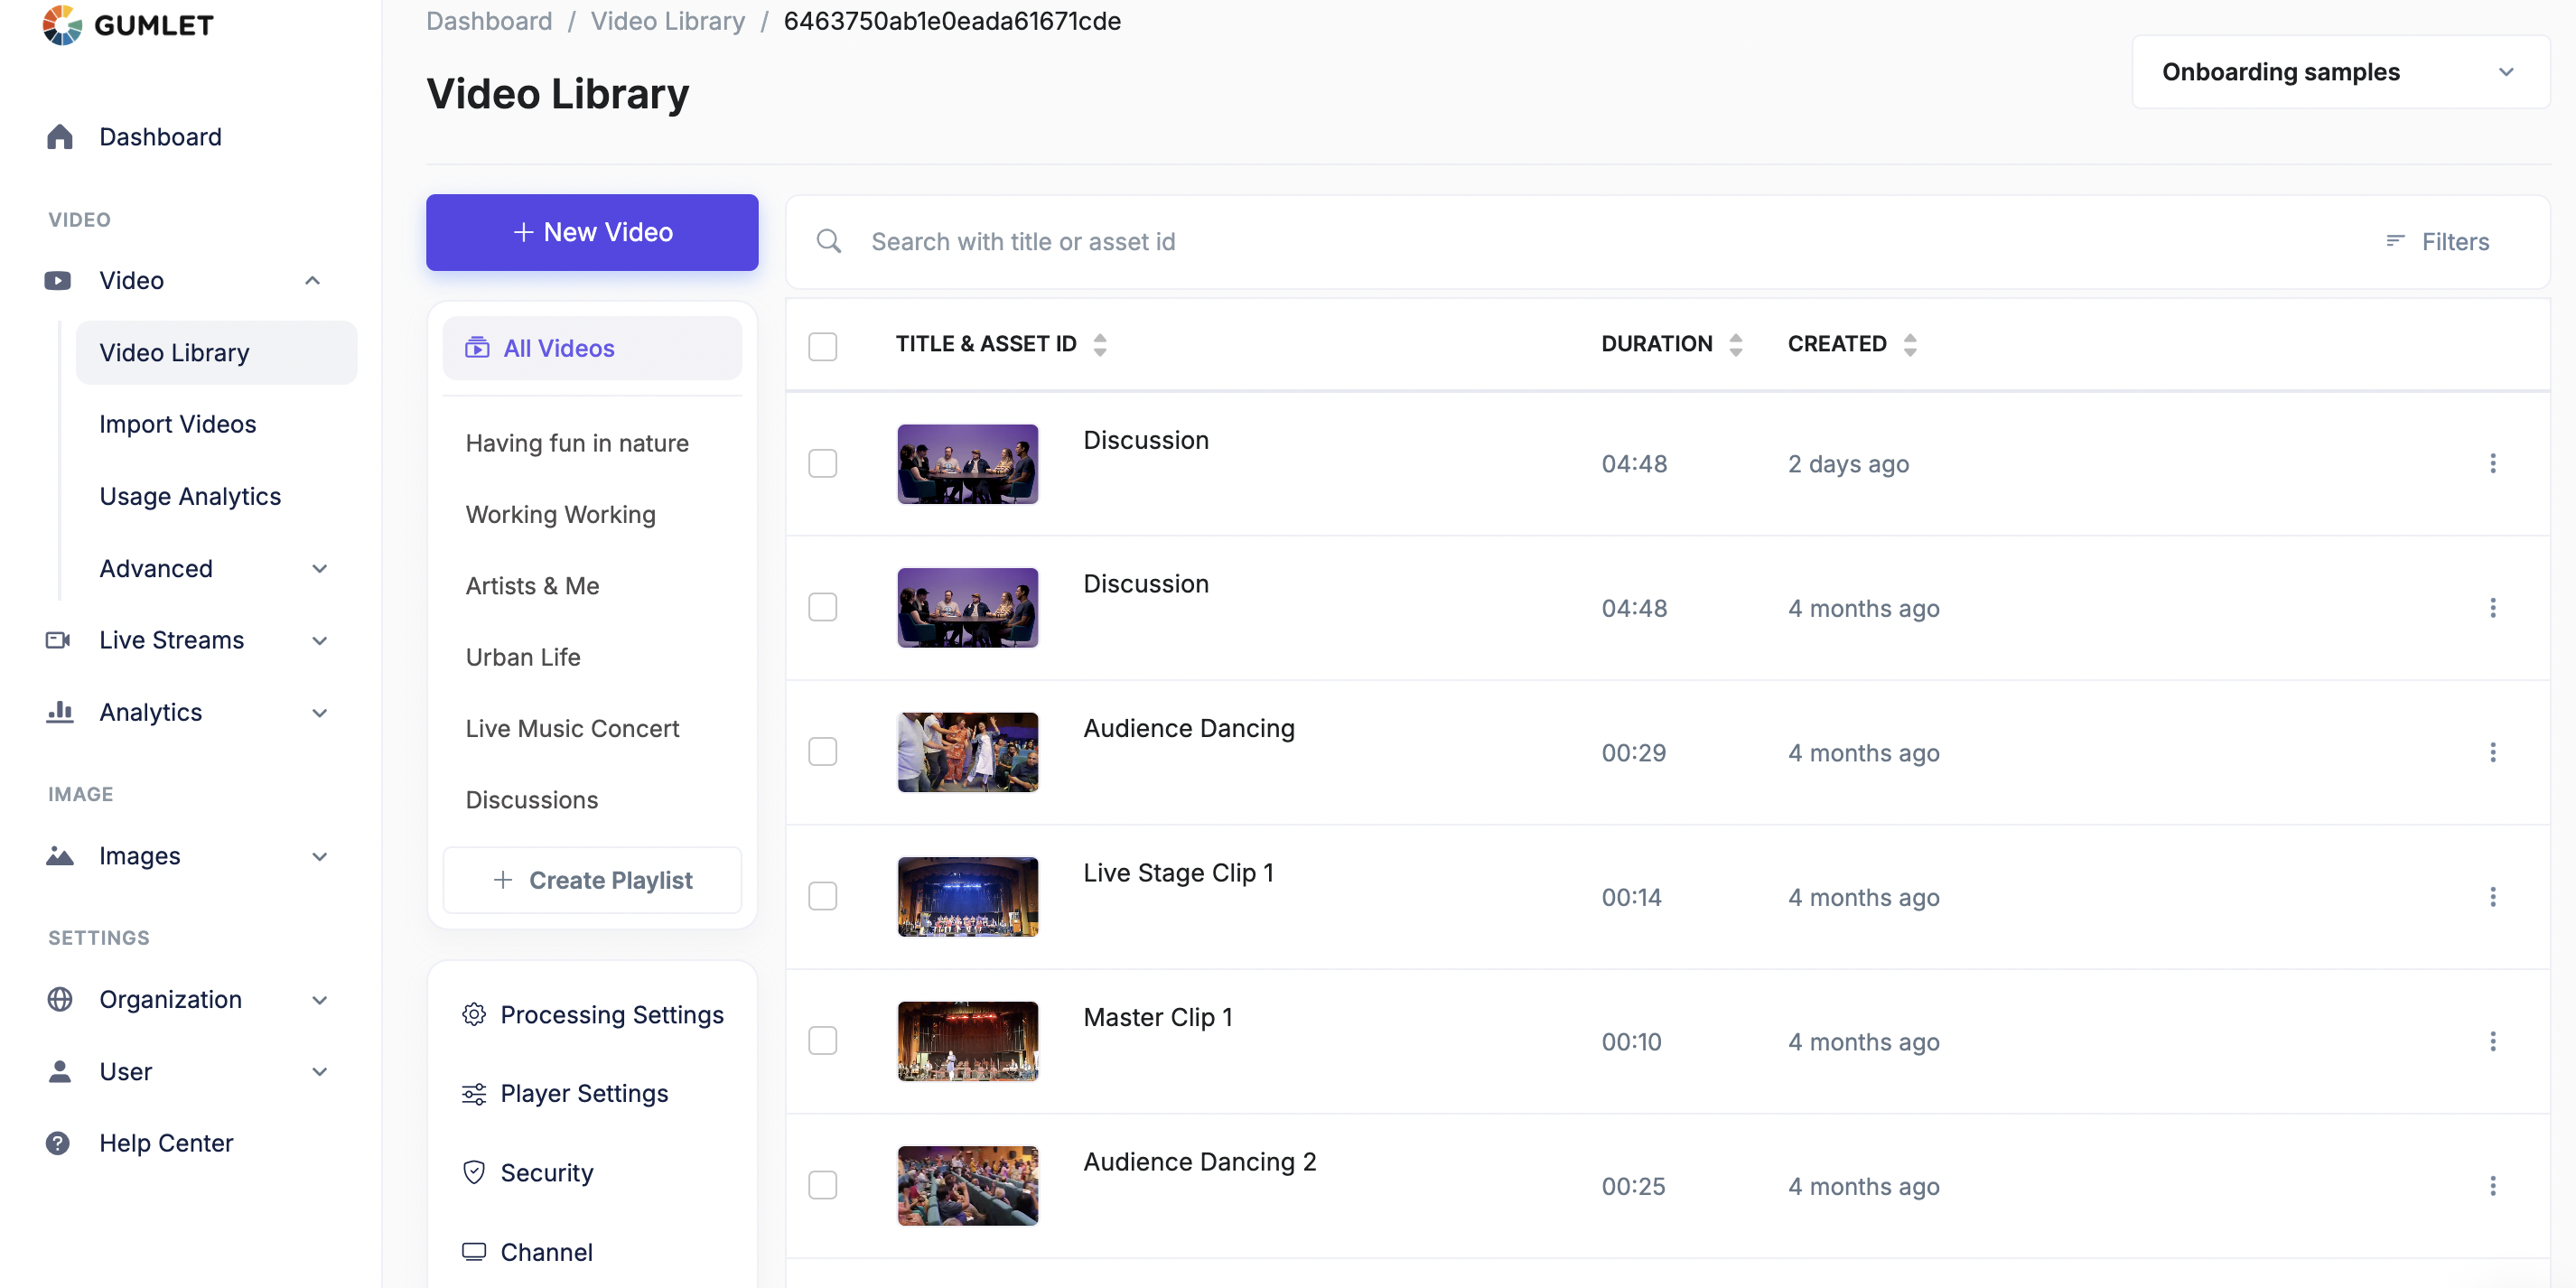 GUMLET
Dashboard / Video Library / 6463750ab1e0eada61671cde
Video Library
Onboarding samples
Dashboard
VIDEO
Video
Video Library
Import Videos
Usage Analytics
Advanced
Live Streams
Analytics
IMAGE
Images
SETTINGS
Organization
User
Help Center
+ New Video
All Videos
Having fun in nature
Working Working
Artists & Me
Urban Life
Live Music Concert
Discussions
+ Create Playlist
Processing Settings
Player Settings
Security
Channel
Search with title or asset id
Filters
TITLE & ASSET ID DURATION CREATED
Discussion 04:48 2 days ago
Discussion 04:48 4 months ago
Audience Dancing 00:29 4 months ago
Live Stage Clip 1 00:14 4 months ago
Master Clip 1 00:10 4 months ago
Audience Dancing 2 00:25 4 months ago